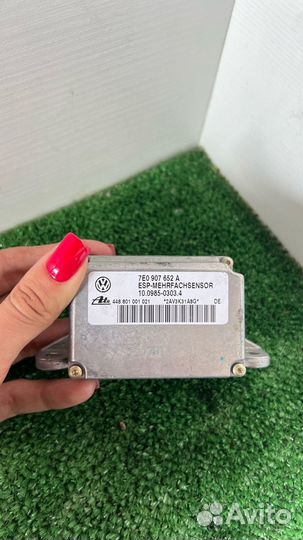 7E0 907 652 A
ESP-MEHRFACHSENSOR
10.0985-0303.4
Ate 448 801 001 021 *2AV3K31A8G* DE
Avito